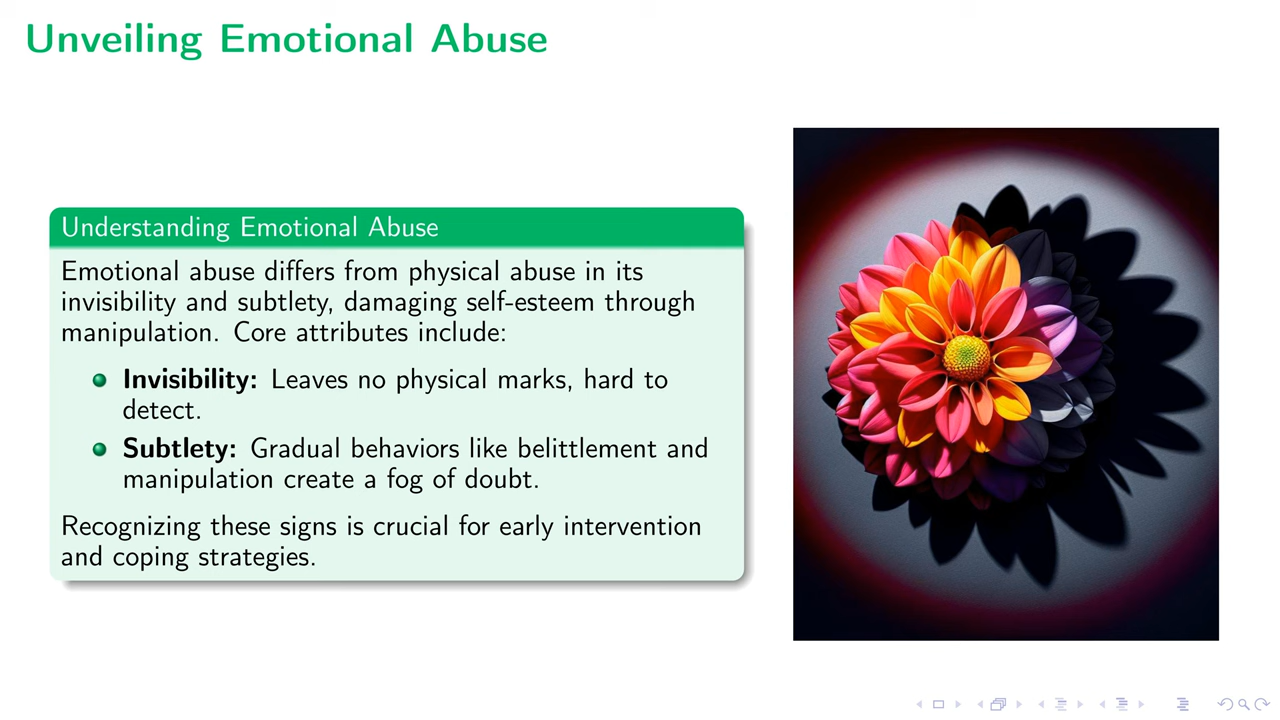 Unveiling Emotional Abuse
Understanding Emotional Abuse
Emotional abuse differs from physical abuse in its
invisibility and subtlety, damaging self-esteem through
manipulation. Core attributes include:
Invisibility: Leaves no physical marks, hard to
detect.
Subtlety: Gradual behaviors like belittlement and
manipulation create a fog of doubt.
Recognizing these signs is crucial for early intervention
and coping strategies.